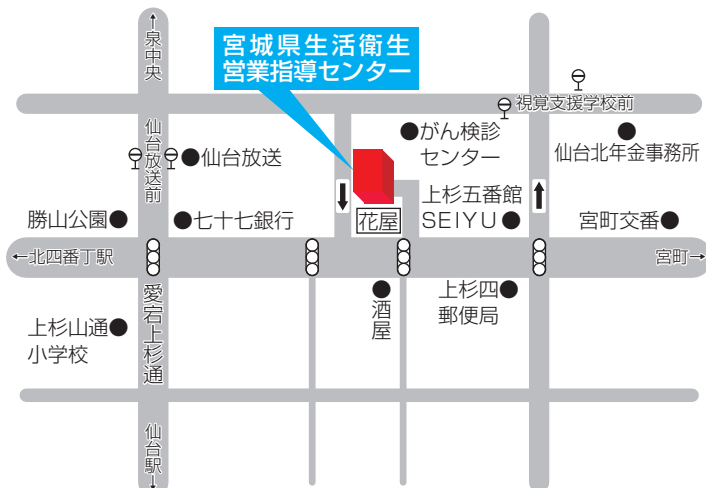 泉中央
宮城県生活衛生
営業指導センター
視覚支援学校前
仙台放送前
仙台放送
がん検診
センター
仙台北年金事務所
勝山公園
七十七銀行
花屋
上杉五番館
SEIYU
宮町交番
←北四番丁駅
宮町→
愛宕上杉通
上杉山通
小学校
酒屋
上杉四
郵便局
仙台駅